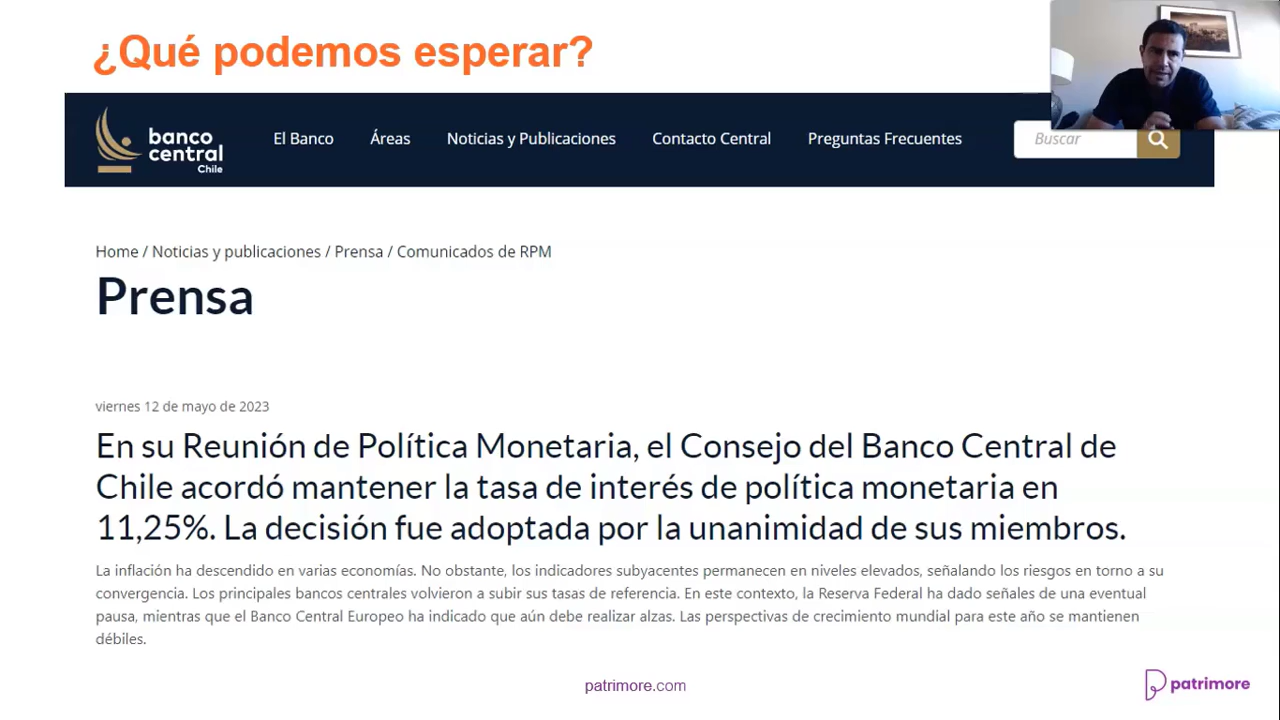 ¿Qué podemos esperar?
banco
central
Chile
El Banco
Áreas
Noticias y Publicaciones
Contacto Central
Preguntas Frecuentes
Buscar
Home / Noticias y publicaciones / Prensa / Comunicados de RPM
Prensa
viernes 12 de mayo de 2023
En su Reunión de Política Monetaria, el Consejo del Banco Central de
Chile acordó mantener la tasa de interés de política monetaria en
11,25%. La decisión fue adoptada por la unanimidad de sus miembros.
La inflación ha descendido en varias economías. No obstante, los indicadores subyacentes permanecen en niveles elevados, señalando los riesgos en torno a su
convergencia. Los principales bancos centrales volvieron a subir sus tasas de referencia. En este contexto, la Reserva Federal ha dado señales de una eventual
pausa, mientras que el Banco Central Europeo ha indicado que aún debe realizar alzas. Las perspectivas de crecimiento mundial para este año se mantienen
débiles.
patrimore.com
patrimore